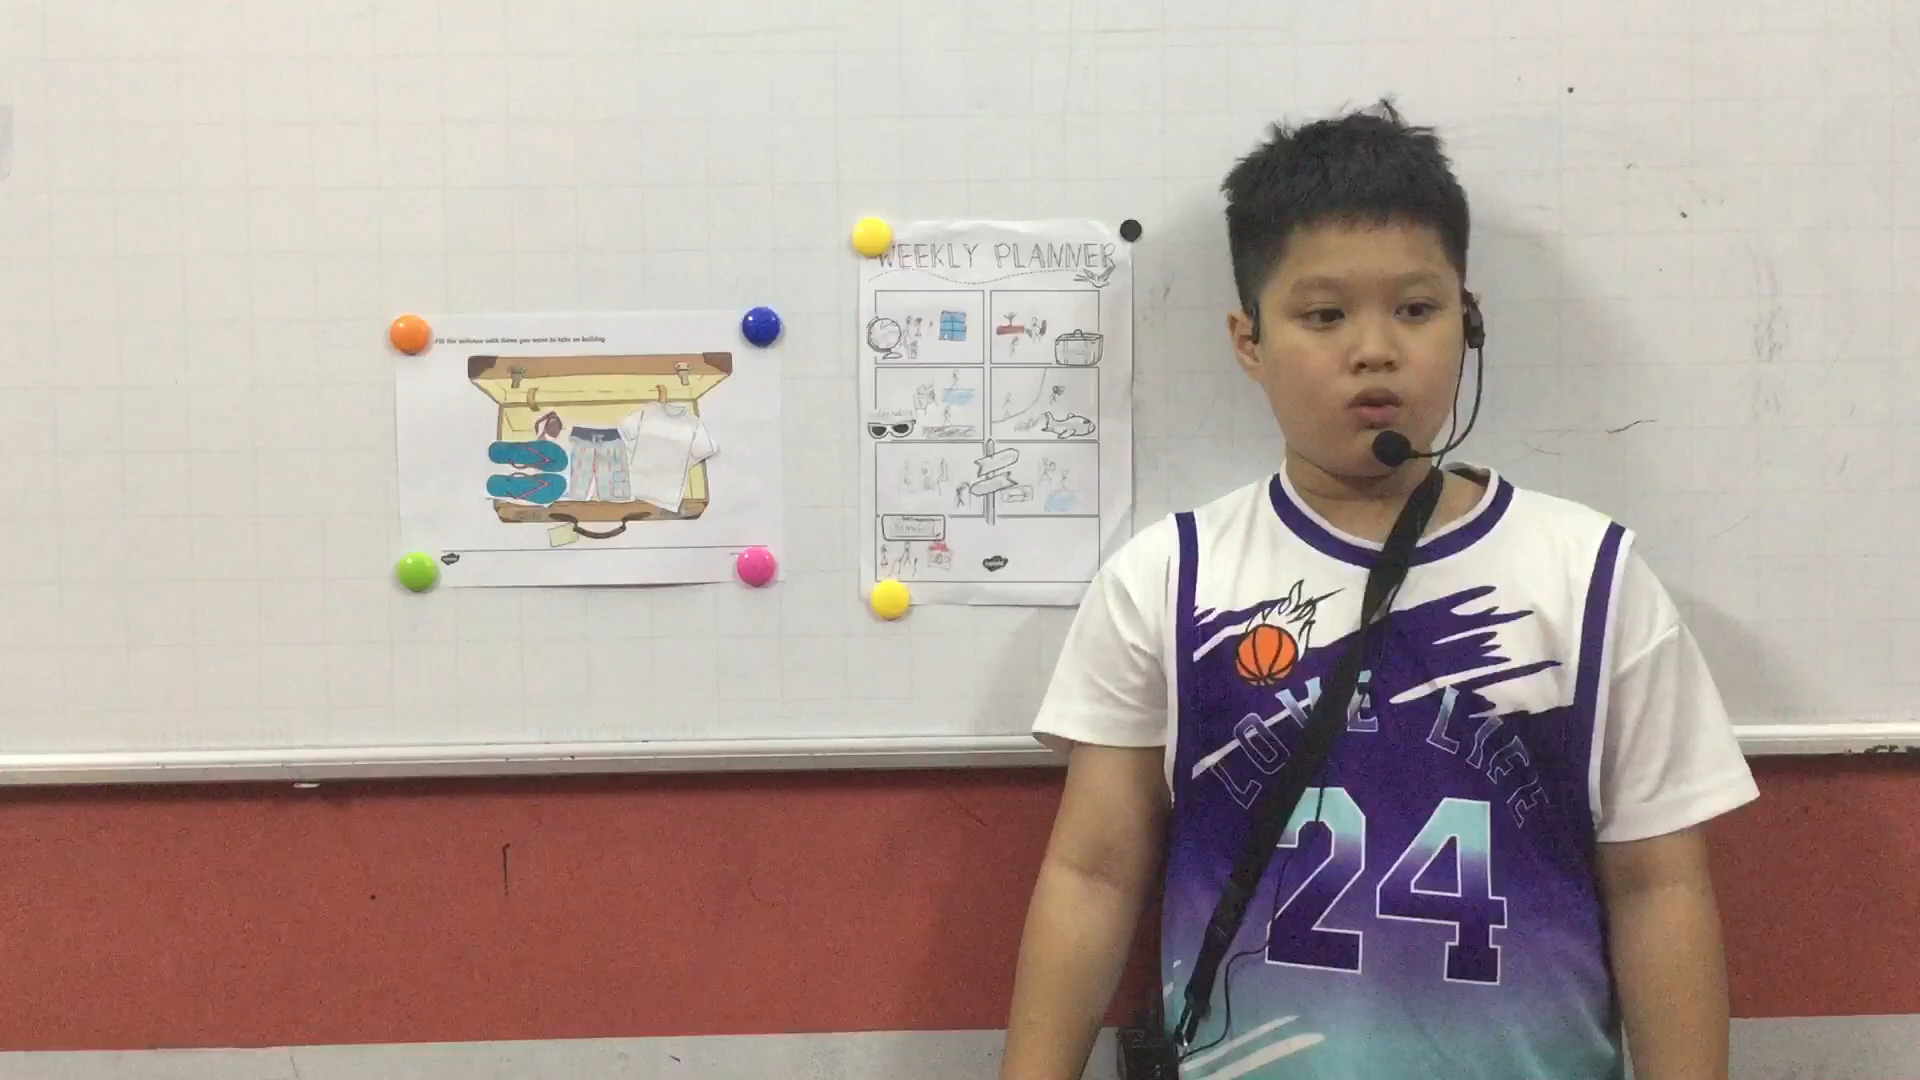 Fill the suitcase with items you want to take on holiday.
WEEKLY PLANNER
LOVE LIFE
24